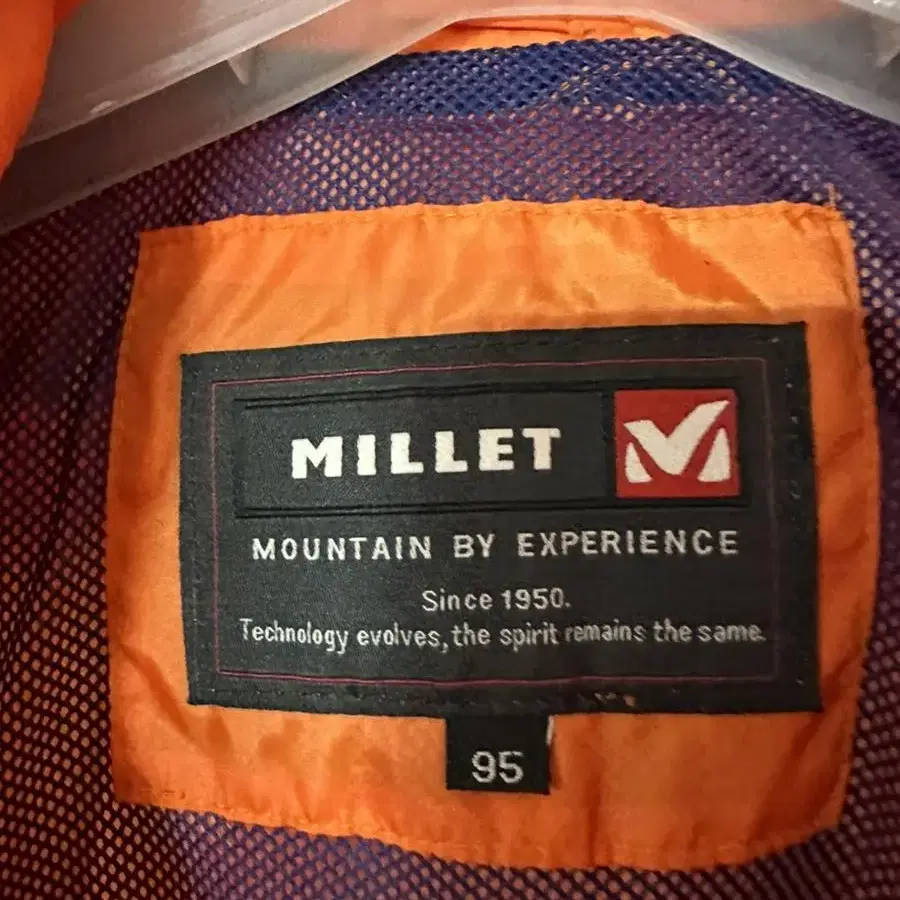 MILLET
MOUNTAIN BY EXPERIENCE
Since 1950.
Technology evolves, the spirit remains the same.
95